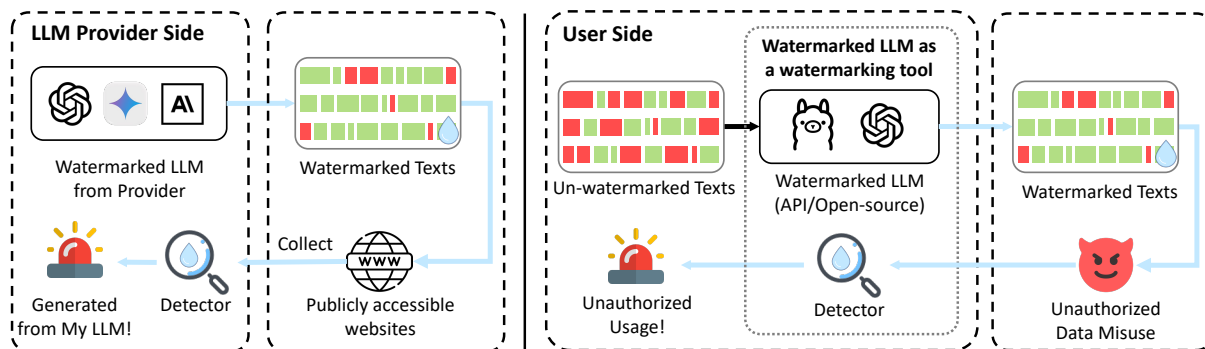 LLM Provider Side
A\
Watermarked LLM
from Provider
Watermarked Texts
Collect
WWW
Generated
from My LLM!
Detector
Publicly accessible
websites
User Side
Watermarked LLM as
a watermarking tool
Un-watermarked Texts
Watermarked LLM
(API/Open-source)
Watermarked Texts
Unauthorized
Usage!
Detector
Unauthorized
Data Misuse